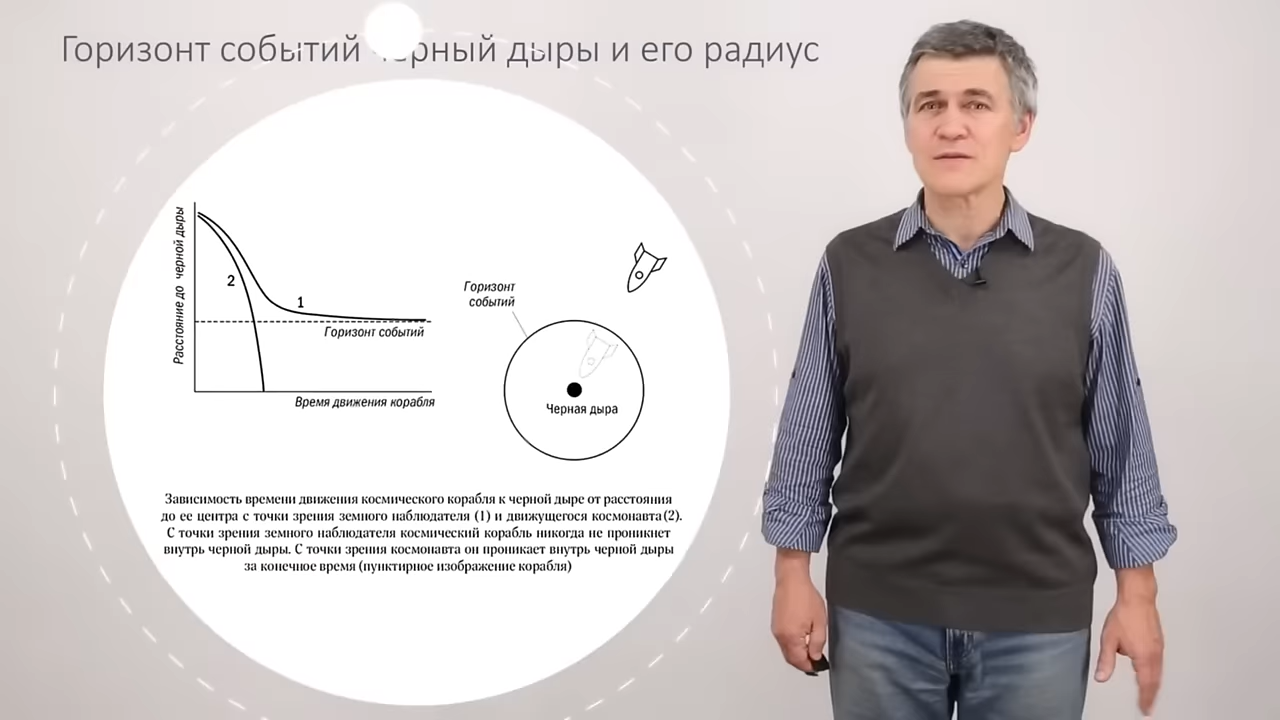 Горизонт событий черный дыры и его радиус
Расстояние до черной дыры
2
1
Горизонт событий
Время движения корабля
Горизонт
событий
Черная дыра
Зависимость времени движения космического корабля к черной дыре от расстояния
до ее центра с точки зрения земного наблюдателя (1) и движущегося космонавта (2).
С точки зрения земного наблюдателя космический корабль никогда не проникнет
внутрь черной дыры. С точки зрения космонавта он проникает внутрь черной дыры
за конечное время (пунктирное изображение корабля)